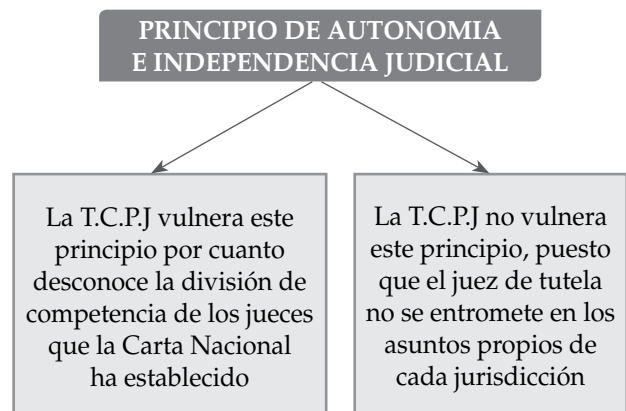 PRINCIPIO DE AUTONOMIA
E INDEPENDENCIA JUDICIAL
La T.C.P.J vulnera este
principio por cuanto
desconoce la división de
competencia de los jueces
que la Carta Nacional
ha establecido
La T.C.P.J no vulnera
este principio, puesto
que el juez de tutela
no se entromete en los
asuntos propios de
cada jurisdicción